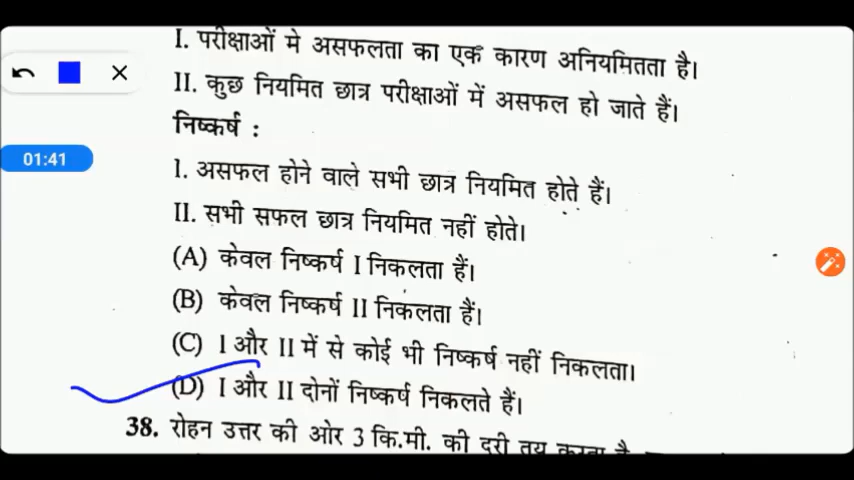 I. परीक्षाओं मे असफलता का एक कारण अनियमितता है।
II. कुछ नियमित छात्र परीक्षाओं में असफल हो जाते हैं।
निष्कर्ष :
01:41
I. असफल होने वाले सभी छात्र नियमित होते हैं।
II. सभी सफल छात्र नियमित नहीं होते।
(A) केवल निष्कर्ष I निकलता हैं।
(B) केवल निष्कर्ष II निकलता हैं।
(C) I और II में से कोई भी निष्कर्ष नहीं निकलता।
(D) I और II दोनों निष्कर्ष निकलते हैं।
38. रोहन उत्तर की ओर 3 कि.मी. की दूरी तय करता है